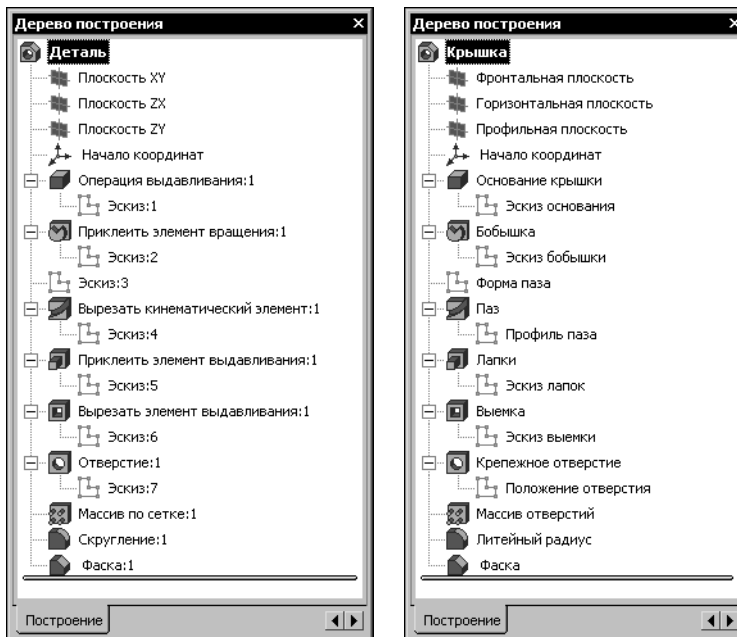 Дерево построения
Деталь
Плоскость XY
Плоскость ZX
Плоскость ZY
Начало координат
Операция выдавливания:1
Эскиз:1
Приклеить элемент вращения:1
Эскиз:2
Эскиз:3
Вырезать кинематический элемент:1
Эскиз:4
Приклеить элемент выдавливания:1
Эскиз:5
Вырезать элемент выдавливания:1
Эскиз:6
Отверстие:1
Эскиз:7
Массив по сетке:1
Скругление:1
Фаска:1
Построение
Дерево построения
Крышка
Фронтальная плоскость
Горизонтальная плоскость
Профильная плоскость
Начало координат
Основание крышки
Эскиз основания
Бобышка
Эскиз бобышки
Форма паза
Паз
Профиль паза
Лапки
Эскиз лапок
Выемка
Эскиз выемки
Крепежное отверстие
Положение отверстия
Массив отверстий
Литейный радиус
Фаска
Построение